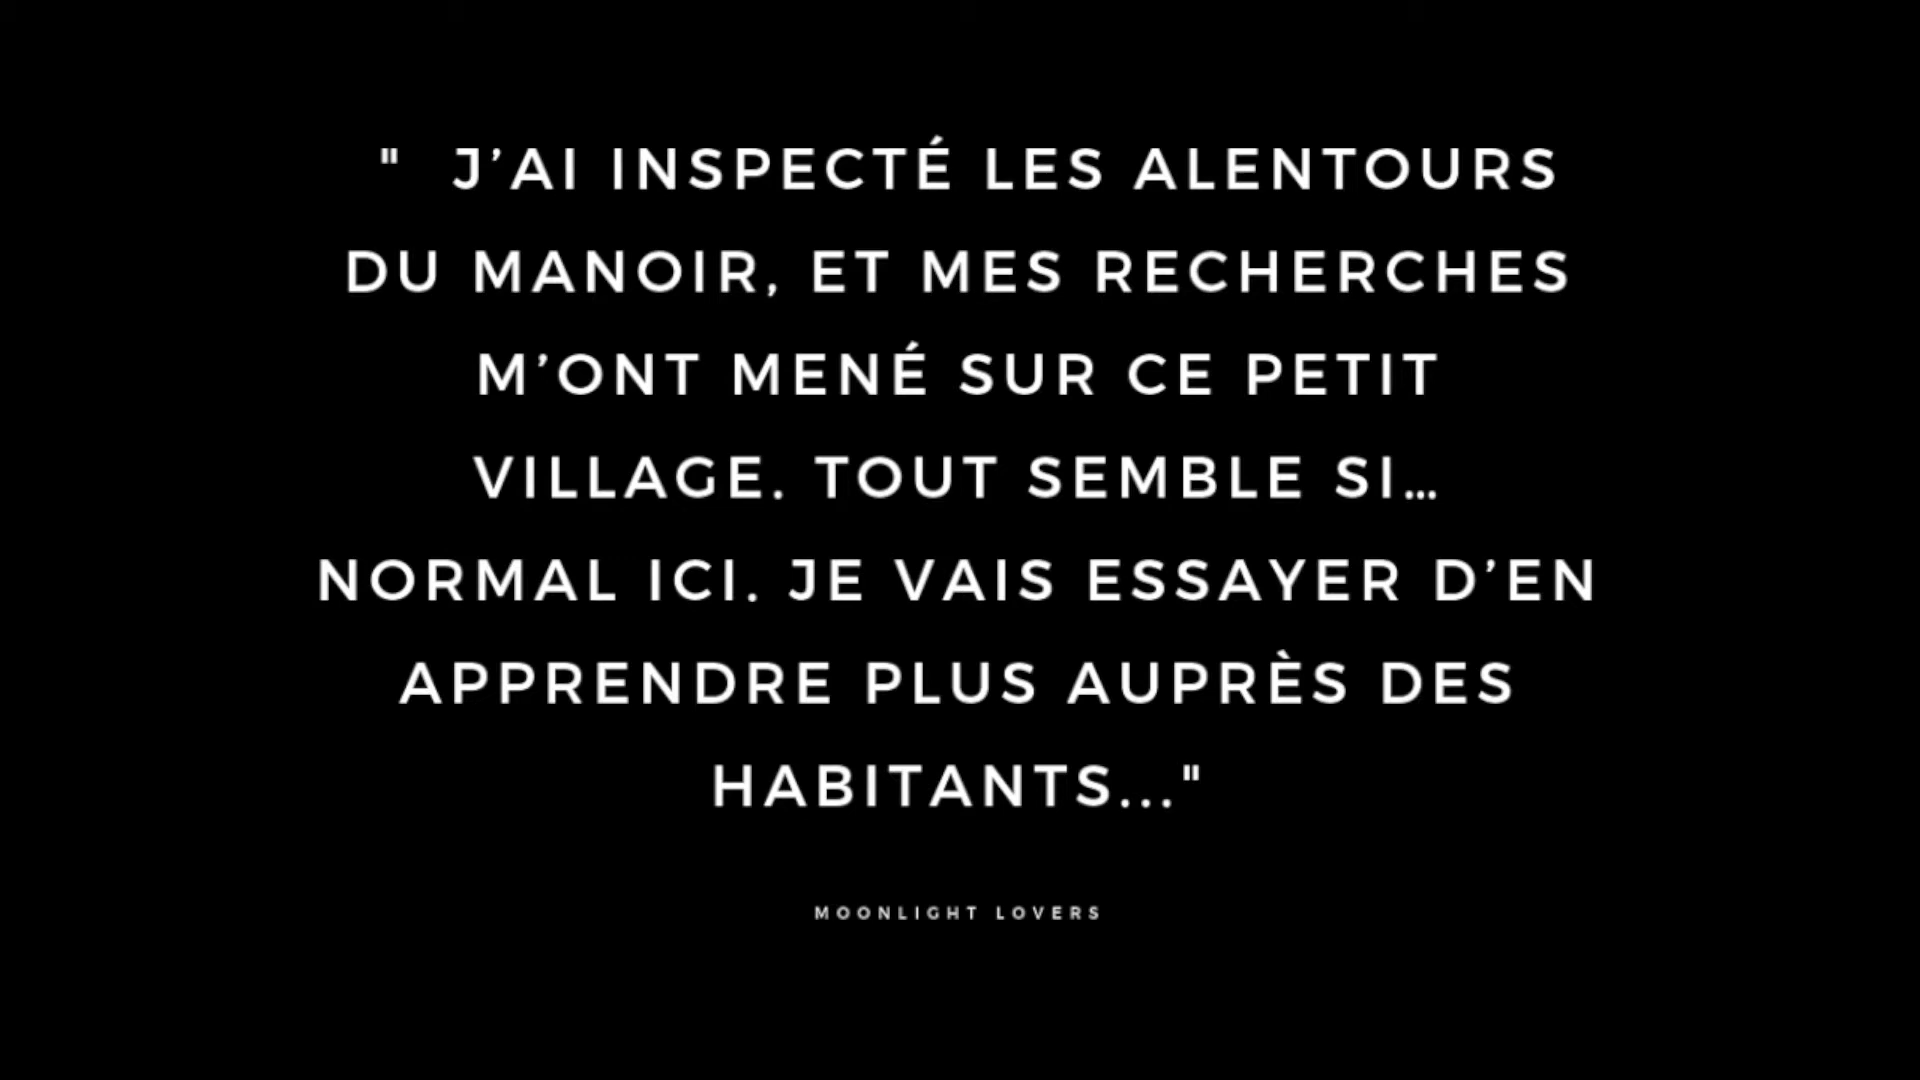 " J’AI INSPECTÉ LES ALENTOURS
DU MANOIR, ET MES RECHERCHES
M’ONT MENÉ SUR CE PETIT
VILLAGE. TOUT SEMBLE SI…
NORMAL ICI. JE VAIS ESSAYER D’EN
APPRENDRE PLUS AUPRÈS DES
HABITANTS..."
MOONLIGHT LOVERS